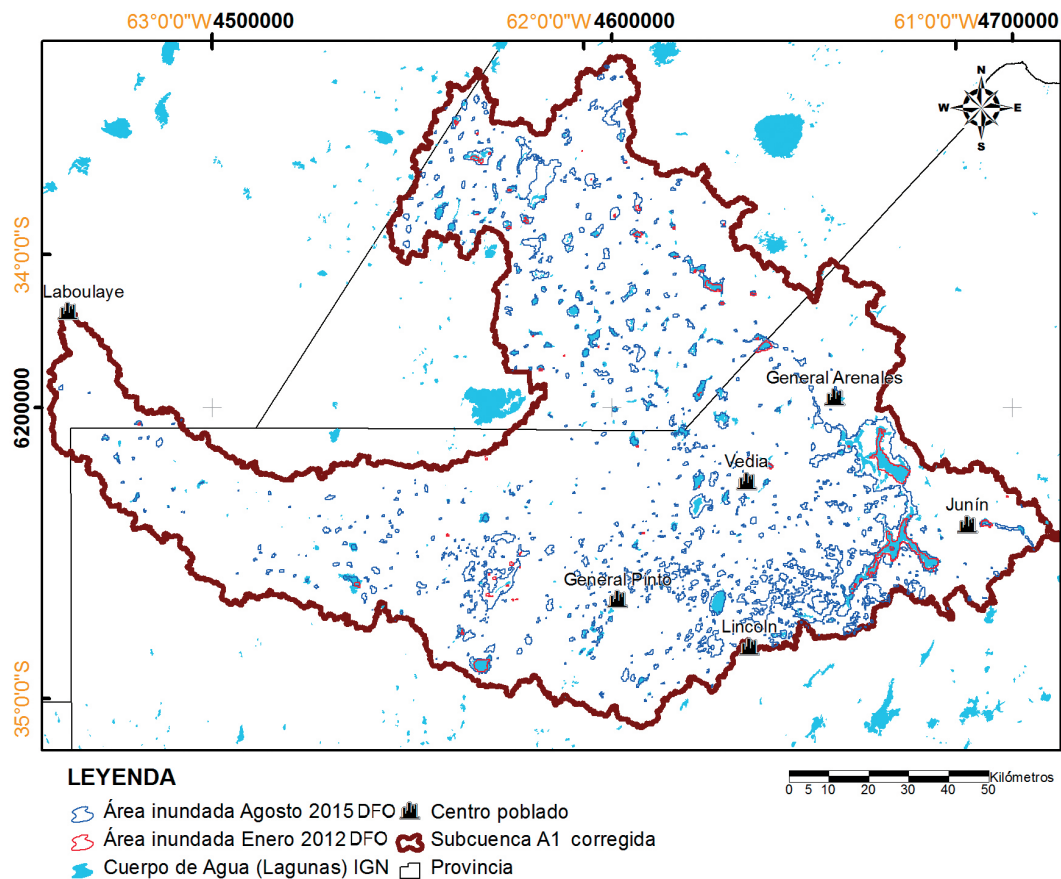 63°0'0"W 4500000 62°0'0"W 4600000 61°0'0"W 4700000
N
W E
S
34°0'0"S
Laboulaye
6200000
General Arenales
Vedia
Junín
General Pinto
Lincoln
35°0'0"S
LEYENDA
Área inundada Agosto 2015 DFO
Centro poblado
Área inundada Enero 2012 DFO
Subcuenca A1 corregida
Cuerpo de Agua (Lagunas) IGN
Provincia
Kilómetros
0 5 10 20 30 40 50